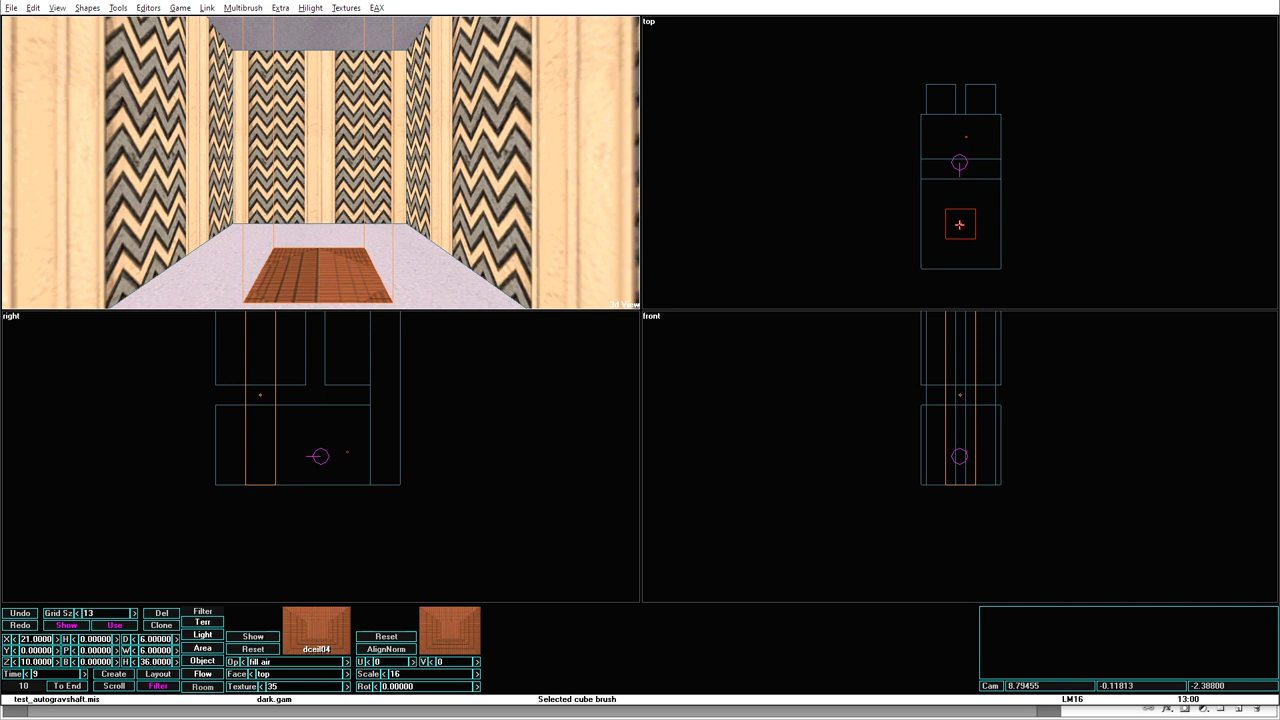 File Edit View Shapes Tools Editors Game Link Multibrush Extra Hilight Textures EAX
top
3d View
right
front
Undo Grid Sz < 13 > Del
Redo Show Use Clone
X < 21.0000 > H < 0.00000 > D < 6.00000 >
Y < 0.00000 > P < 0.00000 > W < 6.00000 >
Z < 10.0000 > B < 0.00000 > H < 36.0000 >
Time < 9 > Create Layout
10 To End Scroll Filter
Filter
Terr
Light
Area
Object
Flow
Room
Show
Reset
dceil04
Op < fill air >
Face < top >
Texture < 35 >
Reset
AlignNorm
U < 0 > V < 0 >
Scale < 16 >
Rot < 0.00000 >
Cam 8.79455 > -0.11813 > -2.38800 >
test_autogravshaft.mis dark.gam Selected cube brush LM16 13:00